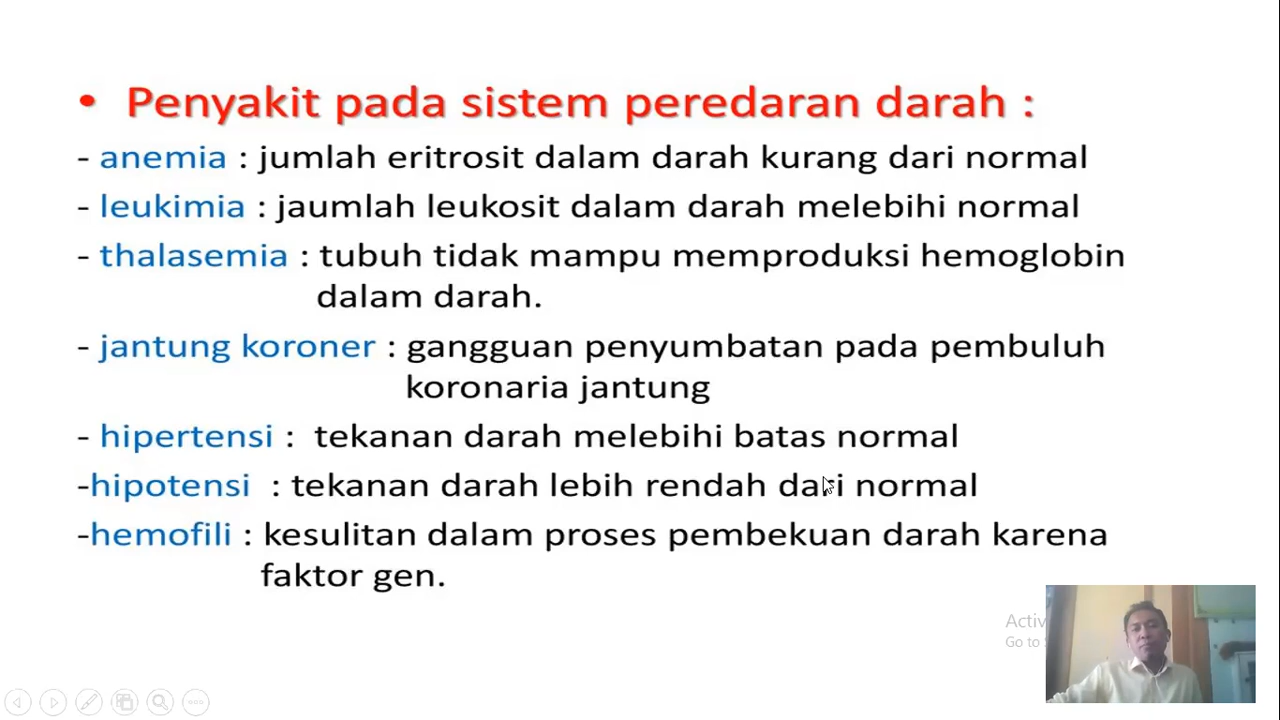 • Penyakit pada sistem peredaran darah :
- anemia : jumlah eritrosit dalam darah kurang dari normal
- leukimia : jaumlah leukosit dalam darah melebihi normal
- thalasemia : tubuh tidak mampu memproduksi hemoglobin
dalam darah.
- jantung koroner : gangguan penyumbatan pada pembuluh
koronaria jantung
- hipertensi : tekanan darah melebihi batas normal
-hipotensi : tekanan darah lebih rendah dari normal
-hemofili : kesulitan dalam proses pembekuan darah karena
faktor gen.
Activ
Go to